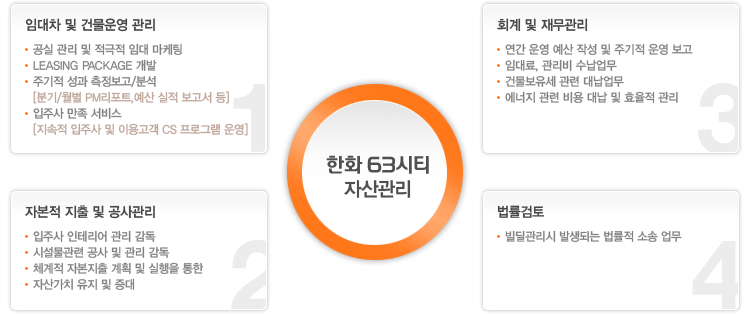 임대차 및 건물운영 관리
• 공실 관리 및 적극적 임대 마케팅
• LEASING PACKAGE 개발
• 주기적 성과 측정보고/분석
[분기/월별 PM리포트,예산 실적 보고서 등]
• 입주사 만족 서비스
[지속적 입주사 및 이용고객 CS 프로그램 운영]
1
자본적 지출 및 공사관리
• 입주사 인테리어 관리 감독
• 시설물관련 공사 및 관리 감독
• 체계적 자본지출 계획 및 실행을 통한
• 자산가치 유지 및 증대
2
한화 63시티
자산관리
회계 및 재무관리
• 연간 운영 예산 작성 및 주기적 운영 보고
• 임대료, 관리비 수납업무
• 건물보유세 관련 대납업무
• 에너지 관련 비용 대납 및 효율적 관리
3
법률검토
• 빌딜관리시 발생되는 법률적 소송 업무
4